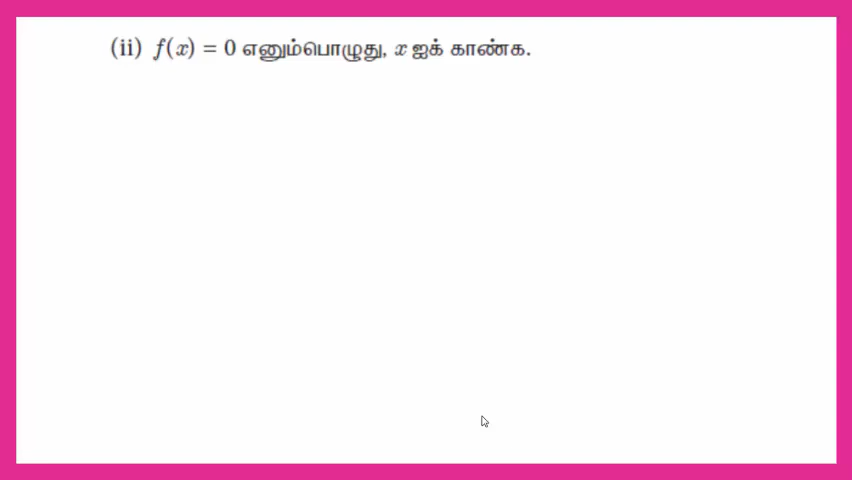 (ii) f(x) = 0 எனும்பொழுது, x ஐக் காண்க.